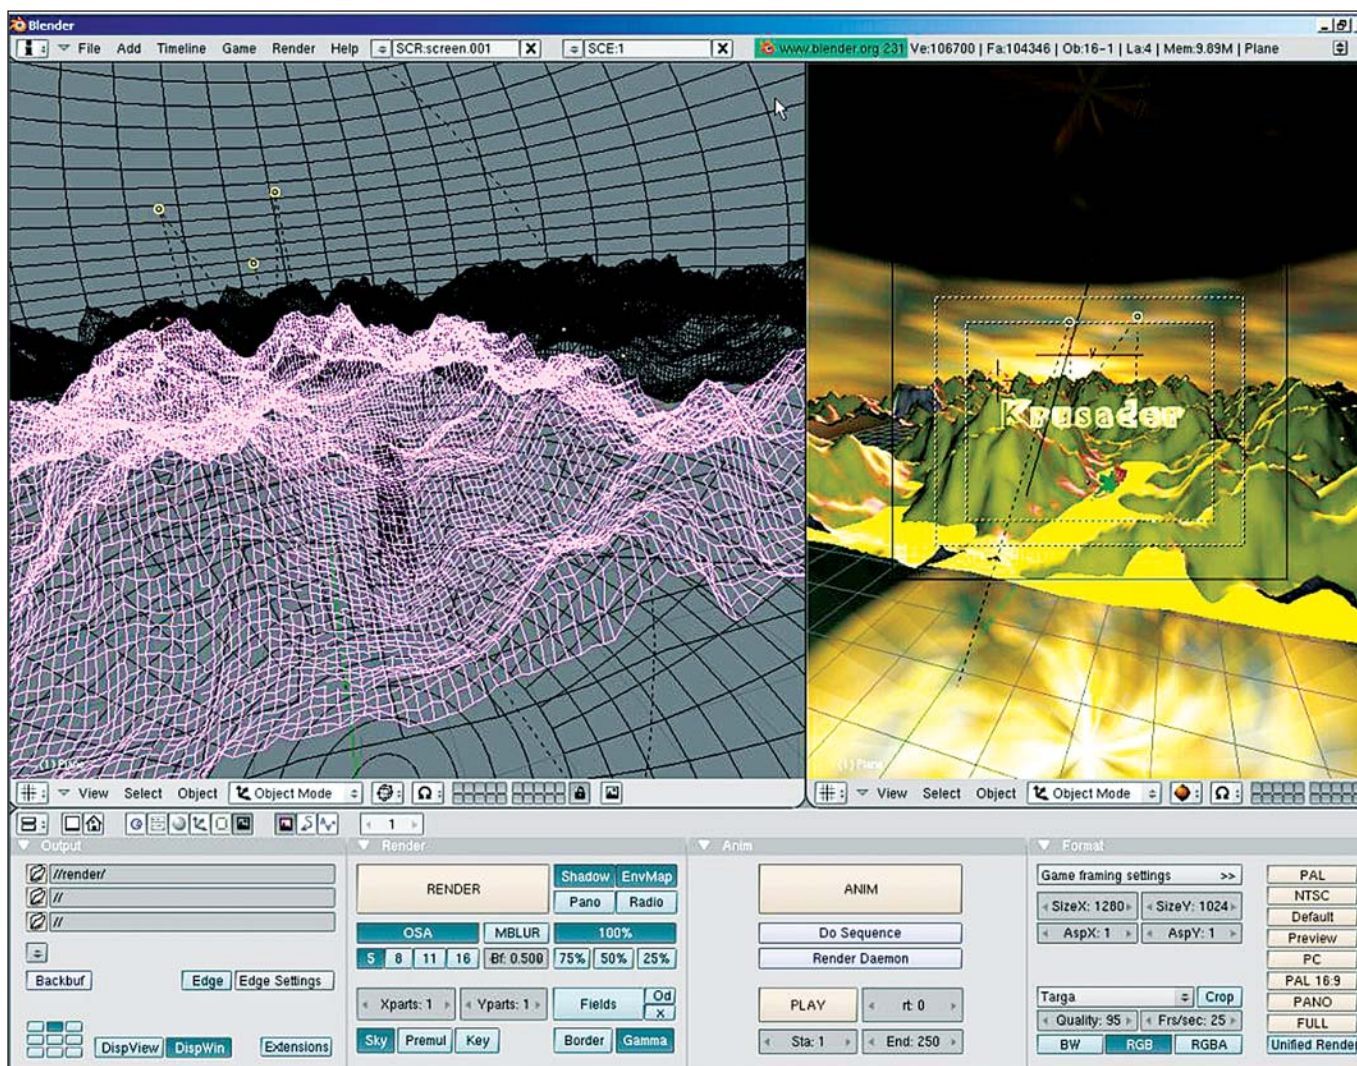 Blender
File Add Timeline Game Render Help SCR:screen.001 X SCE:1 X www.blender.org 231 Ve:106700 | Fa:104346 | Ob:16-1 | La:4 | Mem:9.89M | Plane
Krusader
y
(1) Plane
(1) Plane
View Select Object Object Mode
View Select Object Object Mode
1
Output
//render/
//
//
Backbuf Edge Edge Settings
DispView DispWin Extensions
Render
RENDER
Shadow EnvMap
Pano Radio
OSA MBLUR 100%
5 8 11 16 Bf: 0.500 75% 50% 25%
Xparts: 1 Yparts: 1 Fields Od
X
Sky Premul Key Border Gamma
Anim
ANIM
Do Sequence
Render Daemon
PLAY rt: 0
Sta: 1 End: 250
Format
Game framing settings >>
SizeX: 1280 SizeY: 1024
AspX: 1 AspY: 1
Targa Crop
Quality: 95 Frs/sec: 25
BW RGB RGBA
PAL
NTSC
Default
Preview
PC
PAL 16:9
PANO
FULL
Unified Render